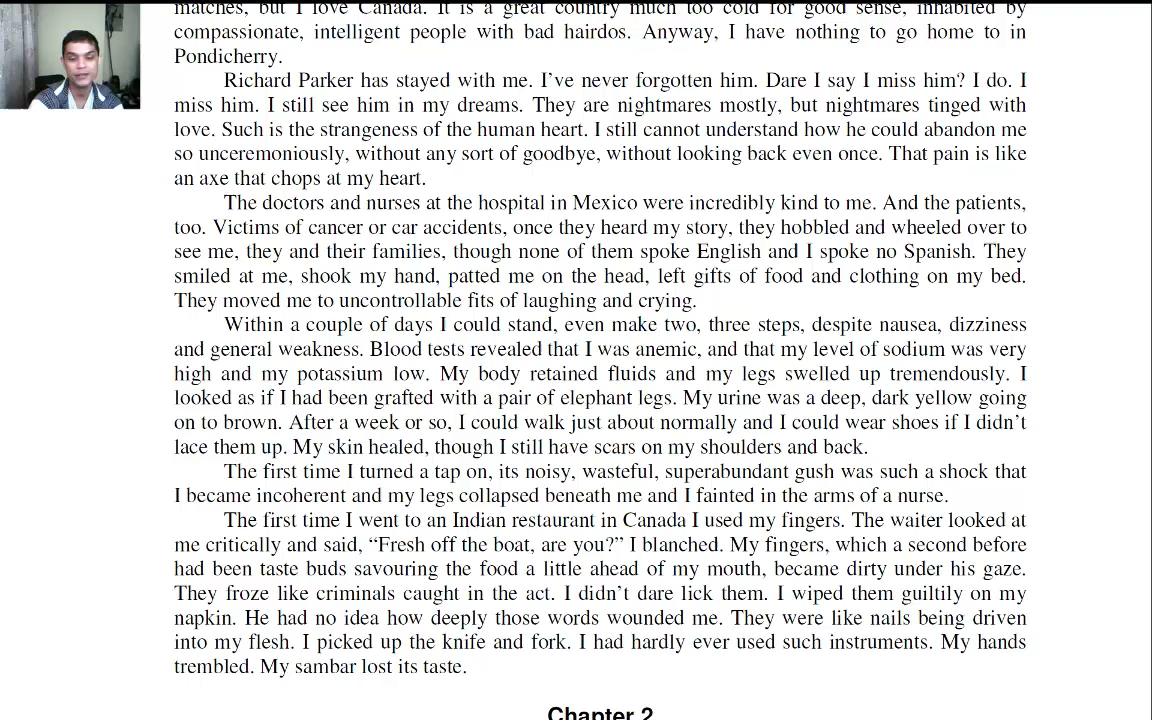 matches, but I love Canada. It is a great country much too cold for good sense, inhabited by
compassionate, intelligent people with bad hairdos. Anyway, I have nothing to go home to in
Pondicherry.
Richard Parker has stayed with me. I’ve never forgotten him. Dare I say I miss him? I do. I
miss him. I still see him in my dreams. They are nightmares mostly, but nightmares tinged with
love. Such is the strangeness of the human heart. I still cannot understand how he could abandon me
so unceremoniously, without any sort of goodbye, without looking back even once. That pain is like
an axe that chops at my heart.
The doctors and nurses at the hospital in Mexico were incredibly kind to me. And the patients,
too. Victims of cancer or car accidents, once they heard my story, they hobbled and wheeled over to
see me, they and their families, though none of them spoke English and I spoke no Spanish. They
smiled at me, shook my hand, patted me on the head, left gifts of food and clothing on my bed.
They moved me to uncontrollable fits of laughing and crying.
Within a couple of days I could stand, even make two, three steps, despite nausea, dizziness
and general weakness. Blood tests revealed that I was anemic, and that my level of sodium was very
high and my potassium low. My body retained fluids and my legs swelled up tremendously. I
looked as if I had been grafted with a pair of elephant legs. My urine was a deep, dark yellow going
on to brown. After a week or so, I could walk just about normally and I could wear shoes if I didn’t
lace them up. My skin healed, though I still have scars on my shoulders and back.
The first time I turned a tap on, its noisy, wasteful, superabundant gush was such a shock that
I became incoherent and my legs collapsed beneath me and I fainted in the arms of a nurse.
The first time I went to an Indian restaurant in Canada I used my fingers. The waiter looked at
me critically and said, “Fresh off the boat, are you?” I blanched. My fingers, which a second before
had been taste buds savouring the food a little ahead of my mouth, became dirty under his gaze.
They froze like criminals caught in the act. I didn’t dare lick them. I wiped them guiltily on my
napkin. He had no idea how deeply those words wounded me. They were like nails being driven
into my flesh. I picked up the knife and fork. I had hardly ever used such instruments. My hands
trembled. My sambar lost its taste.
Chapter 2